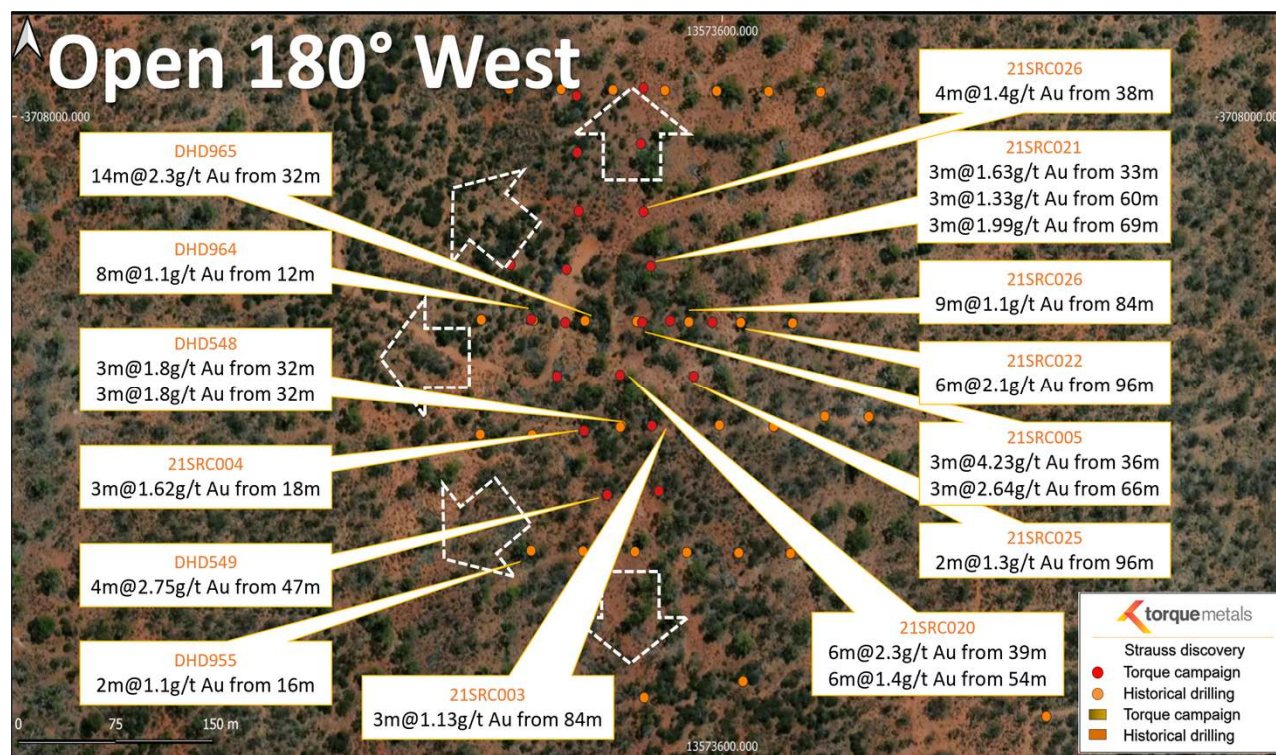 13573600.000
Open 180° West
-3708000.000
-3708000.000
DHD965
14m@2.3g/t Au from 32m
DHD964
8m@1.1g/t Au from 12m
DHD548
3m@1.8g/t Au from 32m
3m@1.8g/t Au from 32m
21SRC004
3m@1.62g/t Au from 18m
DHD549
4m@2.75g/t Au from 47m
DHD955
2m@1.1g/t Au from 16m
21SRC003
3m@1.13g/t Au from 84m
21SRC026
4m@1.4g/t Au from 38m
21SRC021
3m@1.63g/t Au from 33m
3m@1.33g/t Au from 60m
3m@1.99g/t Au from 69m
21SRC026
9m@1.1g/t Au from 84m
21SRC022
6m@2.1g/t Au from 96m
21SRC005
3m@4.23g/t Au from 36m
3m@2.64g/t Au from 66m
21SRC025
2m@1.3g/t Au from 96m
21SRC020
6m@2.3g/t Au from 39m
6m@1.4g/t Au from 54m
torquemetals
Strauss discovery
Torque campaign
Historical drilling
Torque campaign
Historical drilling
0 75 150 m
13573600.000